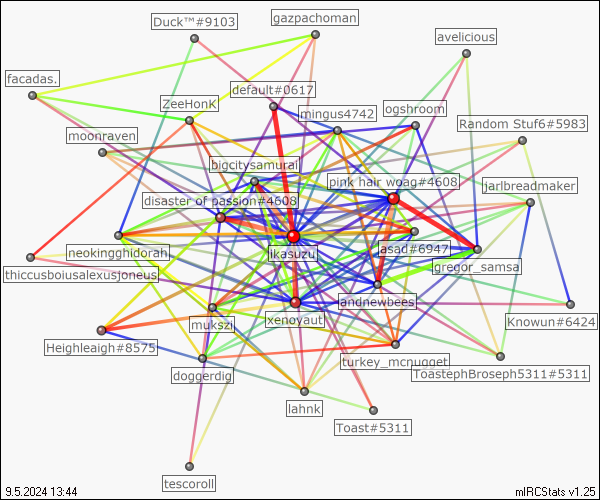 Duck™#9103
gazpachoman
avelicious
facadas.
ZeeHonK
default#0617
mingus4742
ogshroom
Random Stuf6#5983
moonraven
bigcitysamurai
pink hair woag#4608
jarlbreadmaker
disaster of passion#4608
neokingghidorah
ikasuzu
asad#6947
gregor_samsa
thiccusboiusalexusjoneus
andnewbees
mukszi
xenoyaut
Knowun#6424
Heighleaigh#8575
turkey_mcnugget
ToastephBroseph5311#5311
doggerdig
lahnk
Toast#5311
tescoroll
9.5.2024 13:44
mIRCStats v1.25